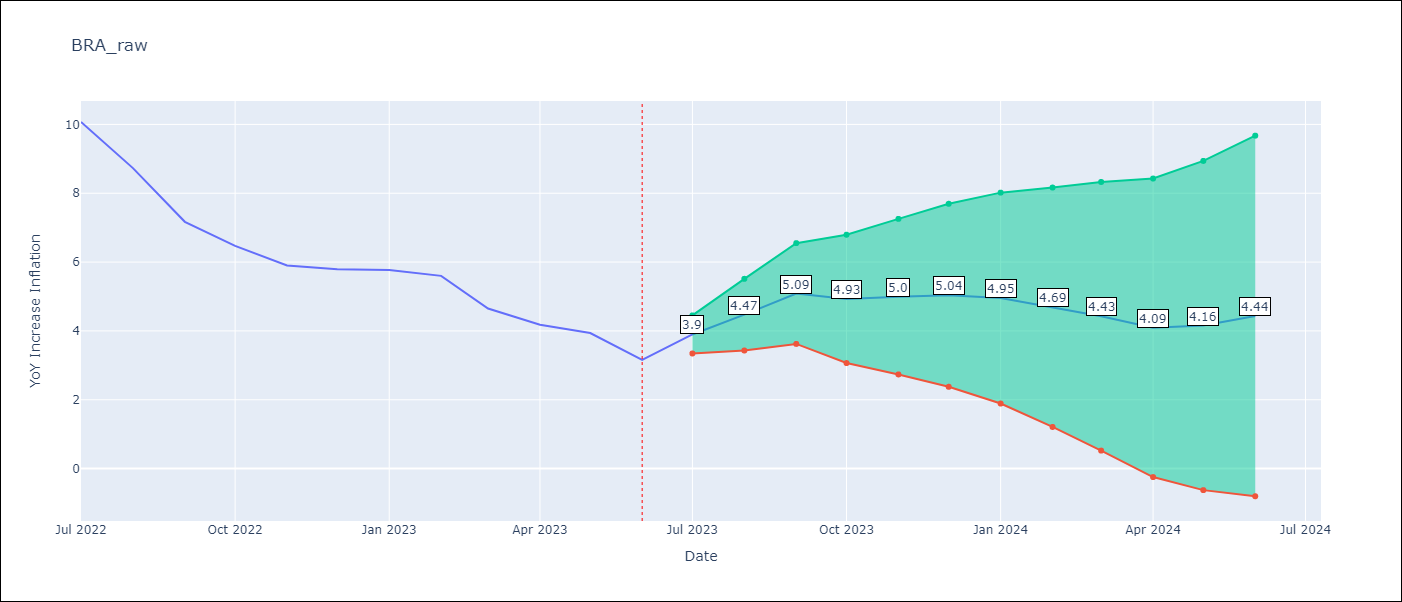 BRA_raw
YoY Increase Inflation
10
8
6
4
2
0
3.9
4.47
5.09
4.93
5.0
5.04
4.95
4.69
4.43
4.09
4.16
4.44
Jul 2022
Oct 2022
Jan 2023
Apr 2023
Jul 2023
Oct 2023
Jan 2024
Apr 2024
Jul 2024
Date